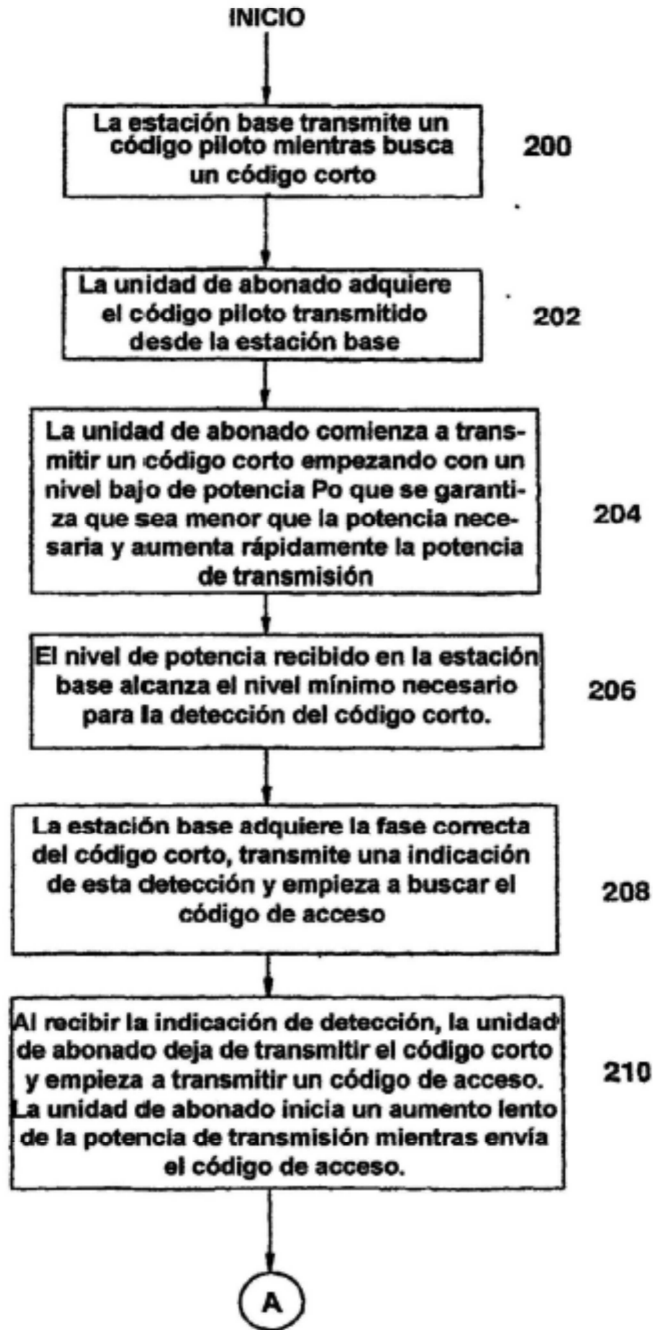 INICIO
La estación base transmite un
código piloto mientras busca
un código corto
200
La unidad de abonado adquiere
el código piloto transmitido
desde la estación base
202
La unidad de abonado comienza a trans-
mitir un código corto empezando con un
nivel bajo de potencia Po que se garanti-
za que sea menor que la potencia nece-
saria y aumenta rápidamente la potencia
de transmisión
204
El nivel de potencia recibido en la estación
base alcanza el nivel mínimo necesario
para la detección del código corto.
206
La estación base adquiere la fase correcta
del código corto, transmite una indicación
de esta detección y empieza a buscar el
código de acceso
208
Al recibir la indicación de detección, la unidad
de abonado deja de transmitir el código corto
y empieza a transmitir un código de acceso.
La unidad de abonado inicia un aumento lento
de la potencia de transmisión mientras envía
el código de acceso.
210
A